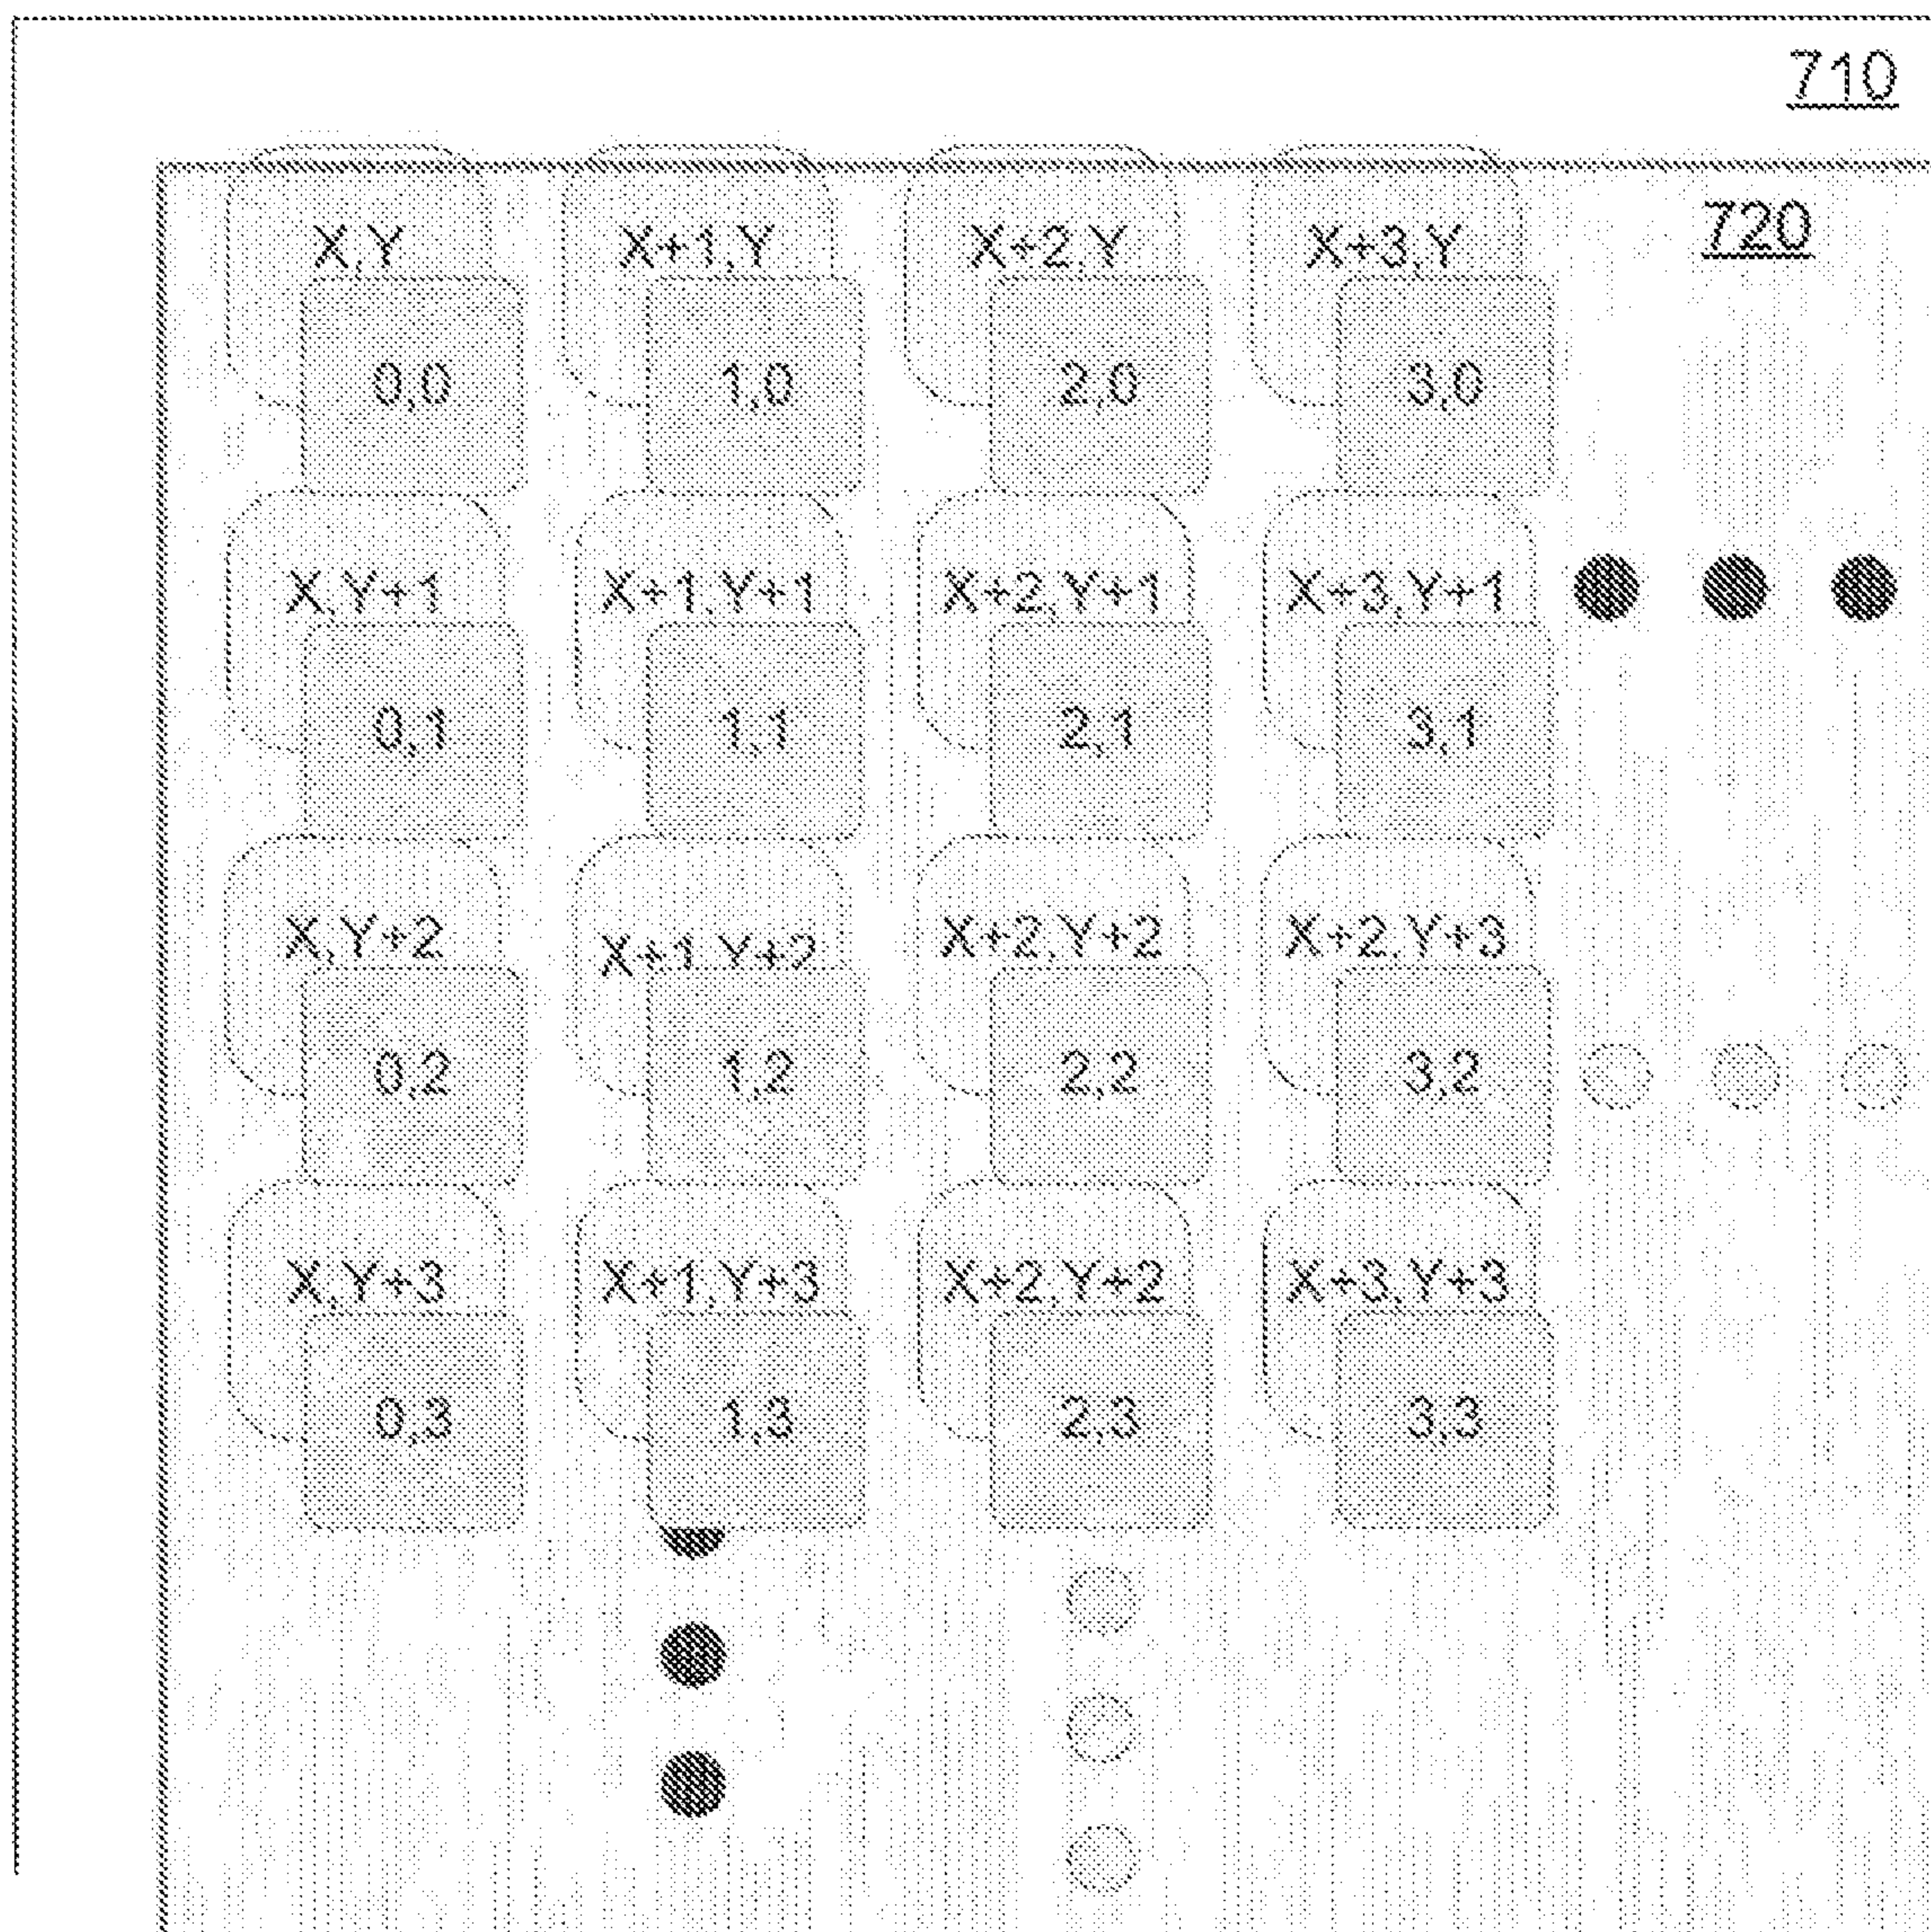 710
720
X,Y X+1,Y X+2,Y X+3,Y
0,0 1,0 2,0 3,0
X,Y+1 X+1,Y+1 X+2,Y+1 X+3,Y+1
0,1 1,1 2,1 3,1
X,Y+2 X+1,Y+2 X+2,Y+2 X+2,Y+3
0,2 1,2 2,2 3,2
X,Y+3 X+1,Y+3 X+2,Y+2 X+3,Y+3
0,3 1,3 2,3 3,3